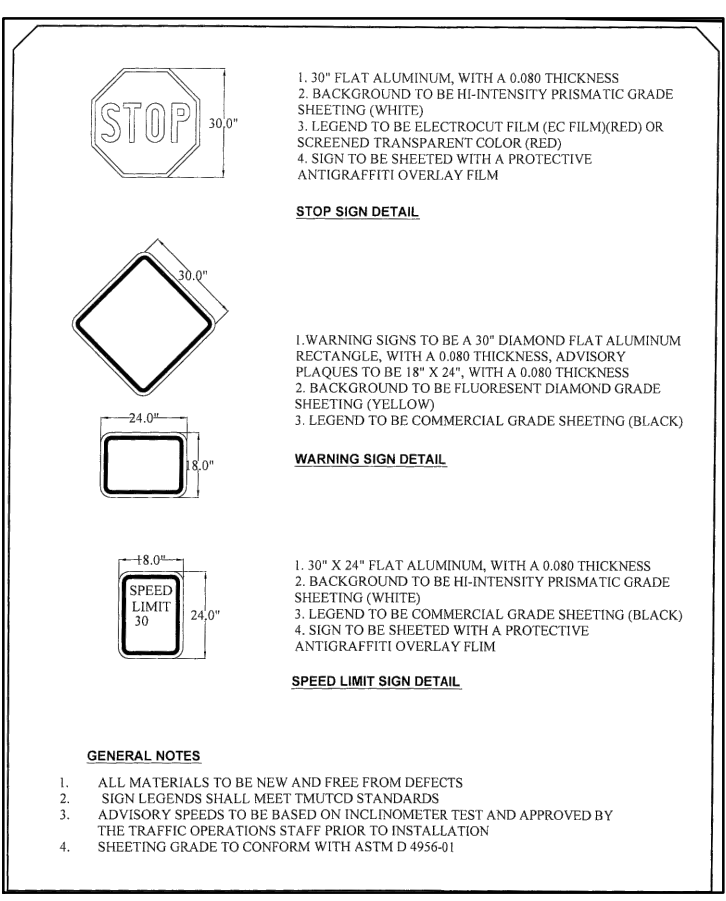 STOP
30.0"
1. 30" FLAT ALUMINUM, WITH A 0.080 THICKNESS
2. BACKGROUND TO BE HI-INTENSITY PRISMATIC GRADE
SHEETING (WHITE)
3. LEGEND TO BE ELECTROCUT FILM (EC FILM)(RED) OR
SCREENED TRANSPARENT COLOR (RED)
4. SIGN TO BE SHEETED WITH A PROTECTIVE
ANTIGRAFFITI OVERLAY FILM
STOP SIGN DETAIL
30.0"
24.0"
18.0"
1.WARNING SIGNS TO BE A 30" DIAMOND FLAT ALUMINUM
RECTANGLE, WITH A 0.080 THICKNESS, ADVISORY
PLAQUES TO BE 18" X 24", WITH A 0.080 THICKNESS
2. BACKGROUND TO BE FLUORESENT DIAMOND GRADE
SHEETING (YELLOW)
3. LEGEND TO BE COMMERCIAL GRADE SHEETING (BLACK)
WARNING SIGN DETAIL
18.0"
SPEED
LIMIT
30
24.0"
1. 30" X 24" FLAT ALUMINUM, WITH A 0.080 THICKNESS
2. BACKGROUND TO BE HI-INTENSITY PRISMATIC GRADE
SHEETING (WHITE)
3. LEGEND TO BE COMMERCIAL GRADE SHEETING (BLACK)
4. SIGN TO BE SHEETED WITH A PROTECTIVE
ANTIGRAFFITI OVERLAY FLIM
SPEED LIMIT SIGN DETAIL
GENERAL NOTES
1. ALL MATERIALS TO BE NEW AND FREE FROM DEFECTS
2. SIGN LEGENDS SHALL MEET TMUTCD STANDARDS
3. ADVISORY SPEEDS TO BE BASED ON INCLINOMETER TEST AND APPROVED BY
THE TRAFFIC OPERATIONS STAFF PRIOR TO INSTALLATION
4. SHEETING GRADE TO CONFORM WITH ASTM D 4956-01